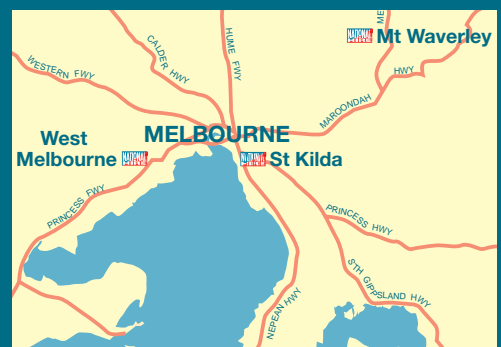 ME
Mt Waverley
HUME FWY
CALDER HWY
WESTERN FWY
HWY
MAROONDAH
MELBOURNE
West
Melbourne
St Kilda
PRINCESS FWY
PRINCESS HWY
STH GIPPSLAND HWY
NEPEAN HWY